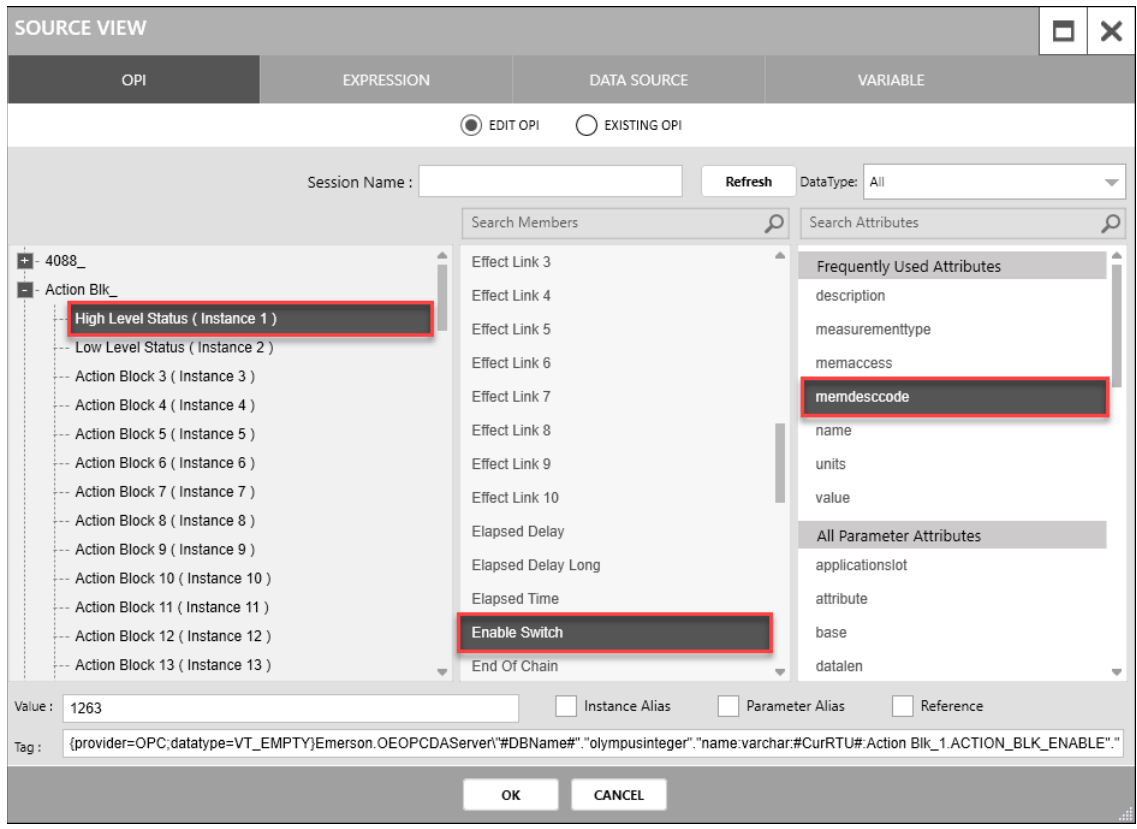 SOURCE VIEW
OPI EXPRESSION DATA SOURCE VARIABLE
EDIT OPI EXISTING OPI
Session Name : Refresh DataType: All
Search Members Search Attributes
4088_
Action Blk_
High Level Status ( Instance 1 )
Low Level Status ( Instance 2 )
Action Block 3 ( Instance 3 )
Action Block 4 ( Instance 4 )
Action Block 5 ( Instance 5 )
Action Block 6 ( Instance 6 )
Action Block 7 ( Instance 7 )
Action Block 8 ( Instance 8 )
Action Block 9 ( Instance 9 )
Action Block 10 ( Instance 10 )
Action Block 11 ( Instance 11 )
Action Block 12 ( Instance 12 )
Action Block 13 ( Instance 13 )
Effect Link 3
Effect Link 4
Effect Link 5
Effect Link 6
Effect Link 7
Effect Link 8
Effect Link 9
Effect Link 10
Elapsed Delay
Elapsed Delay Long
Elapsed Time
Enable Switch
End Of Chain
Frequently Used Attributes
description
measurementtype
memaccess
memdesccode
name
units
value
All Parameter Attributes
applicationslot
attribute
base
datalen
Value : 1263 Instance Alias Parameter Alias Reference
Tag : {provider=OPC;datatype=VT_EMPTY}Emerson.OEOPCDAServer\"#DBName#"."olympusinteger"."name:varchar:#CurRTU#:Action Blk_1.ACTION_BLK_ENABLE"."
OK CANCEL